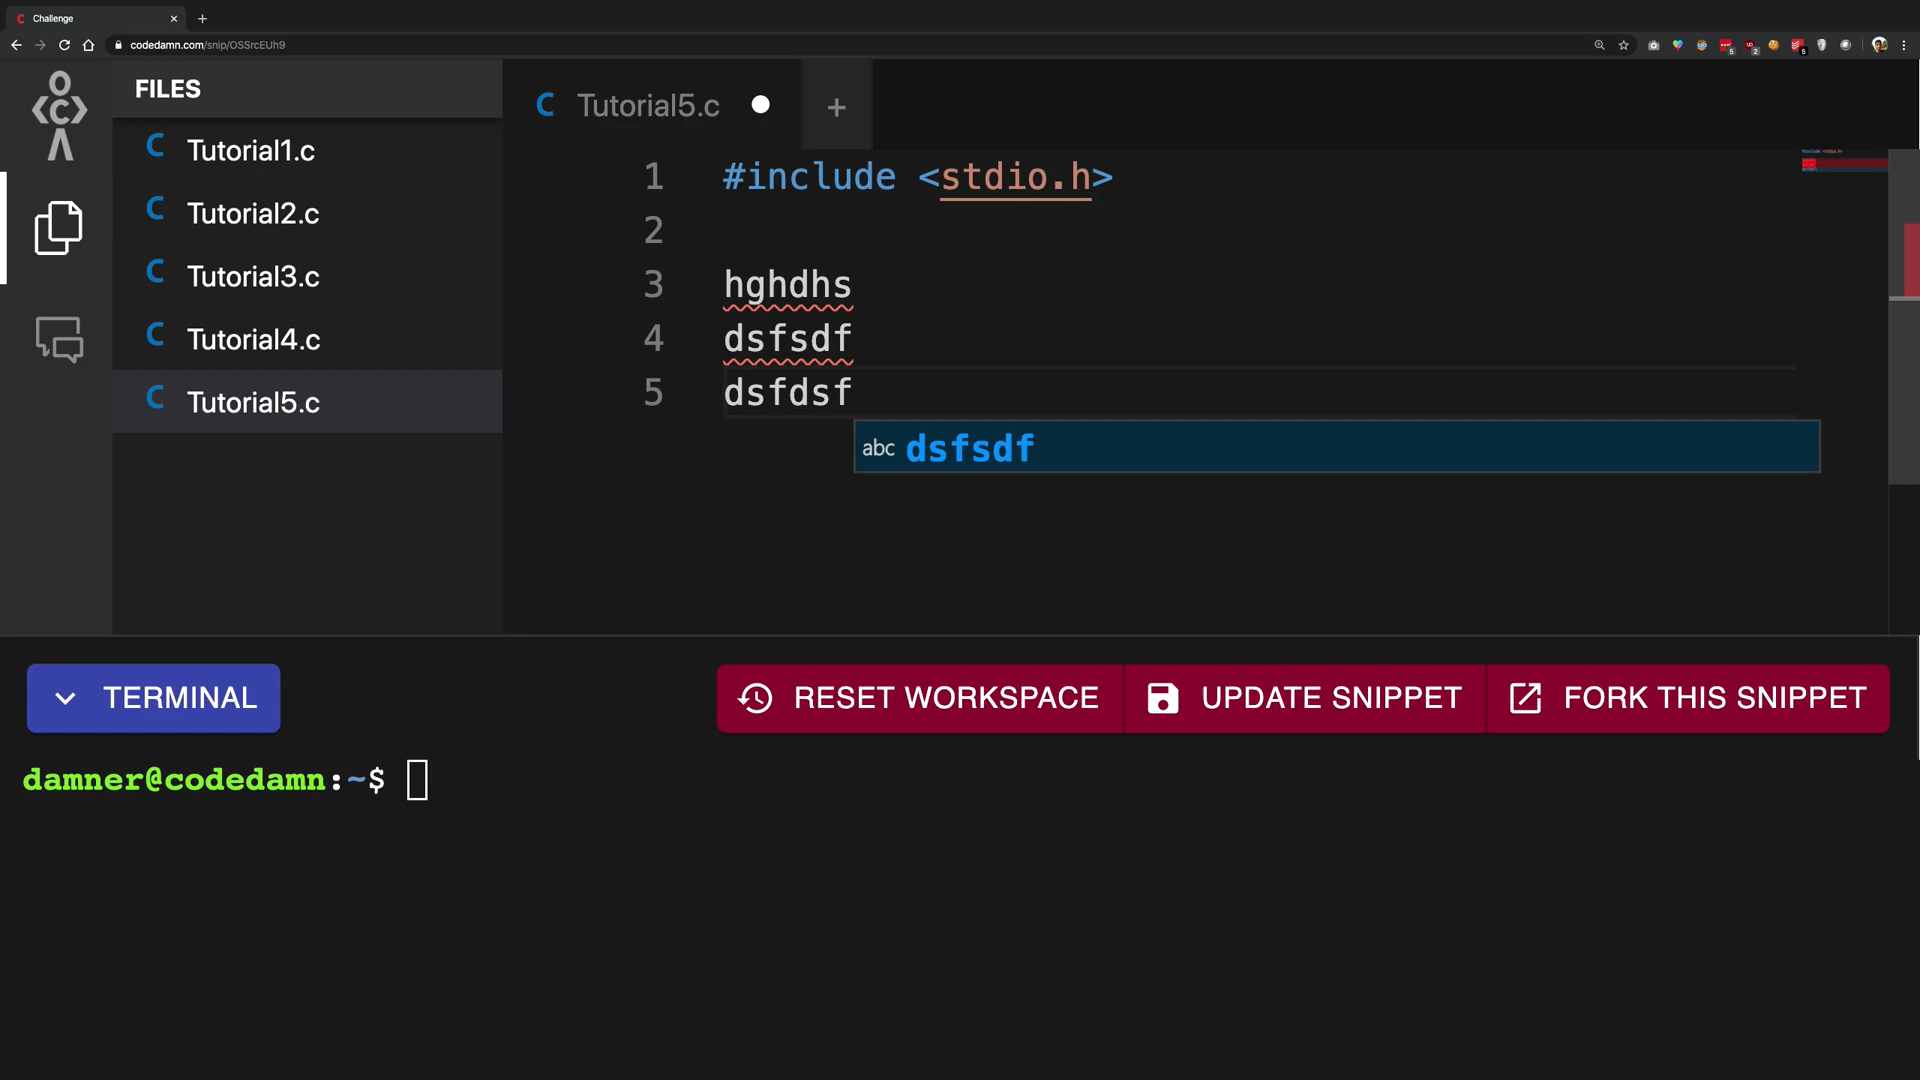 Challenge
codedamn.com/snip/OSSrcEUh9
FILES
Tutorial1.c
Tutorial2.c
Tutorial3.c
Tutorial4.c
Tutorial5.c
Tutorial5.c
1 #include <stdio.h>
2
3 hghdhs
4 dsfsdf
5 dsfdsf
abc dsfsdf
TERMINAL
RESET WORKSPACE
UPDATE SNIPPET
FORK THIS SNIPPET
damner@codedamn:~$